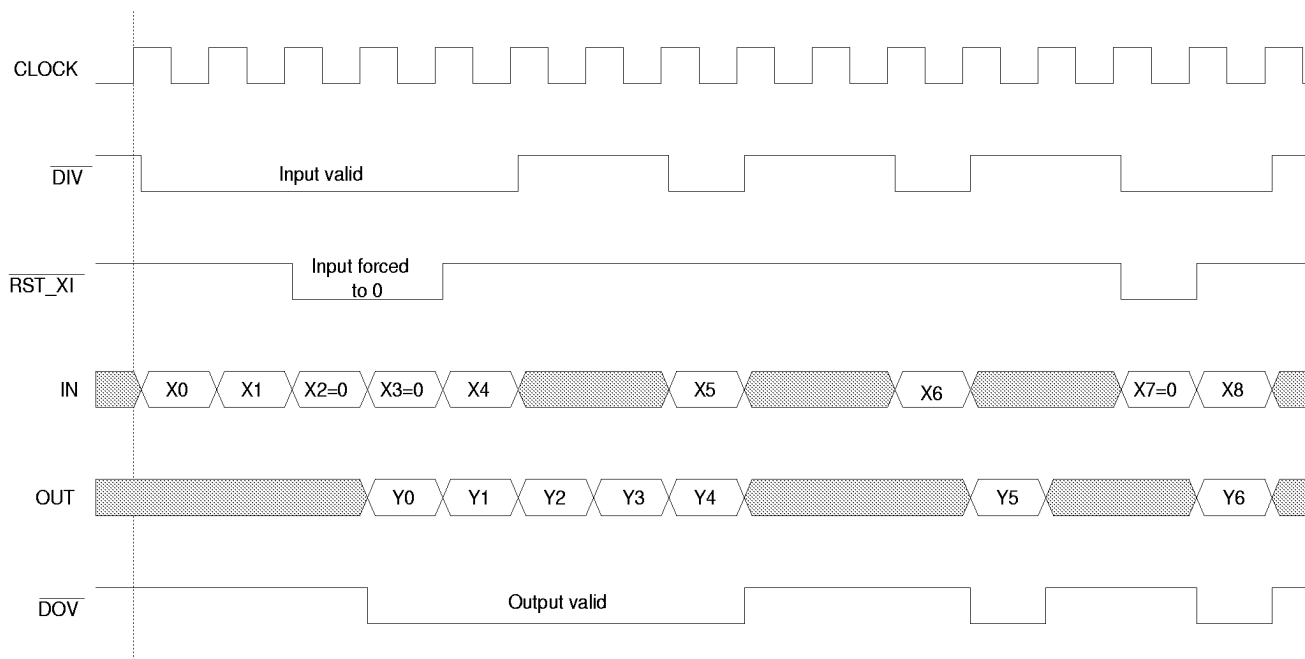 CLOCK
DIV
Input valid
RST_XI
Input forced
to 0
IN
X0
X1
X2=0
X3=0
X4
X5
X6
X7=0
X8
OUT
Y0
Y1
Y2
Y3
Y4
Y5
Y6
DOV
Output valid